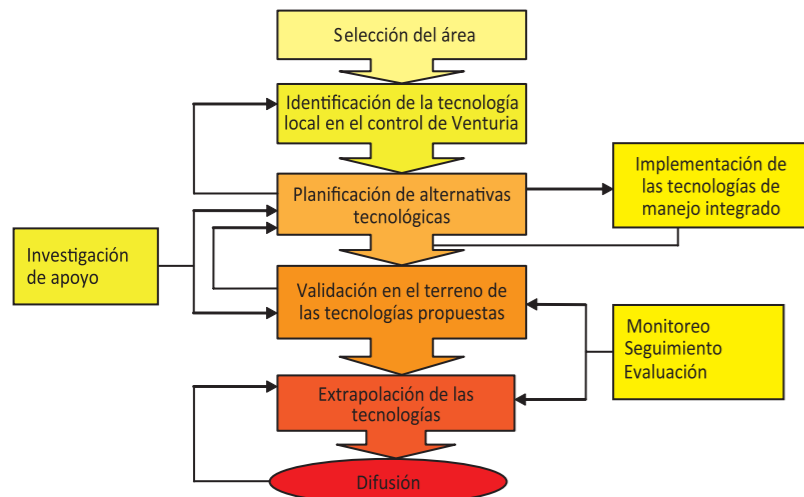 Selección del área
Identificación de la tecnología
local en el control de Venturia
Planificación de alternativas
tecnológicas
Implementación de
las tecnologías de
manejo integrado
Investigación
de apoyo
Validación en el terreno de
las tecnologías propuestas
Monitoreo
Seguimiento
Evaluación
Extrapolación de las
tecnologías
Difusión